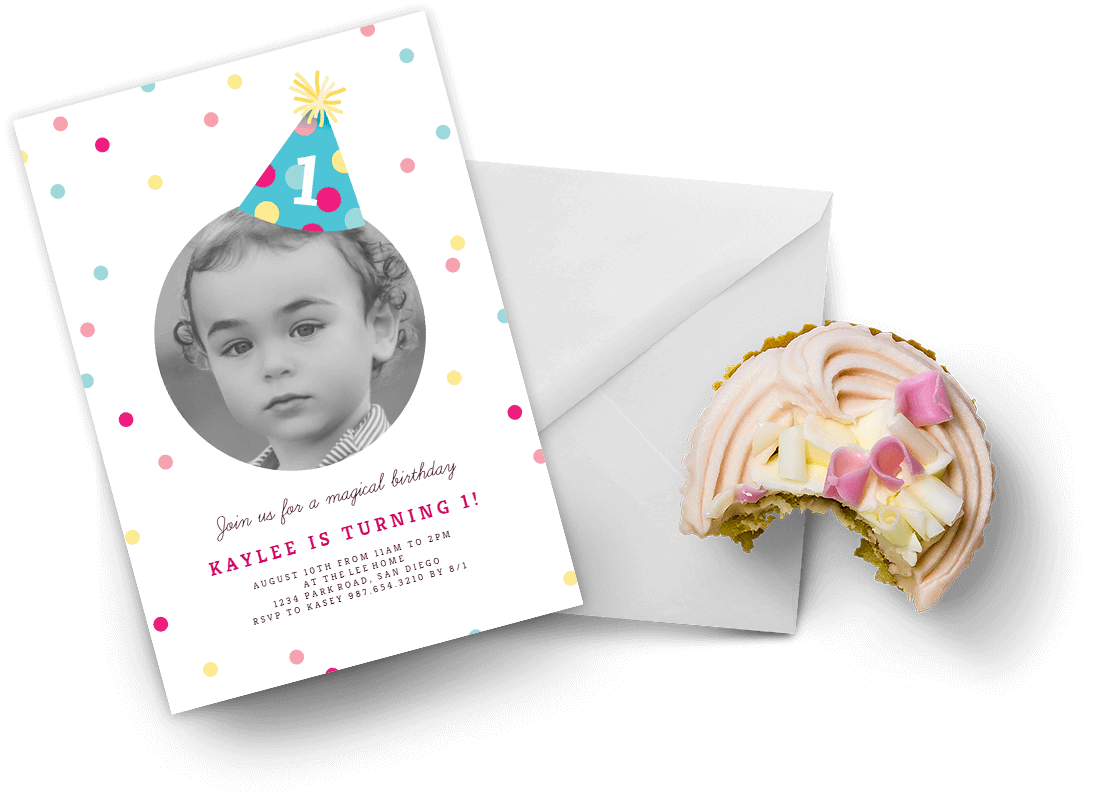 1
Join us for a magical birthday
KAYLEE IS TURNING 1!
AUGUST 10TH FROM 11AM TO 2PM
AT THE LEE HOME
1234 PARK ROAD, SAN DIEGO
RSVP TO KASEY 987.654.3210 BY 8/1